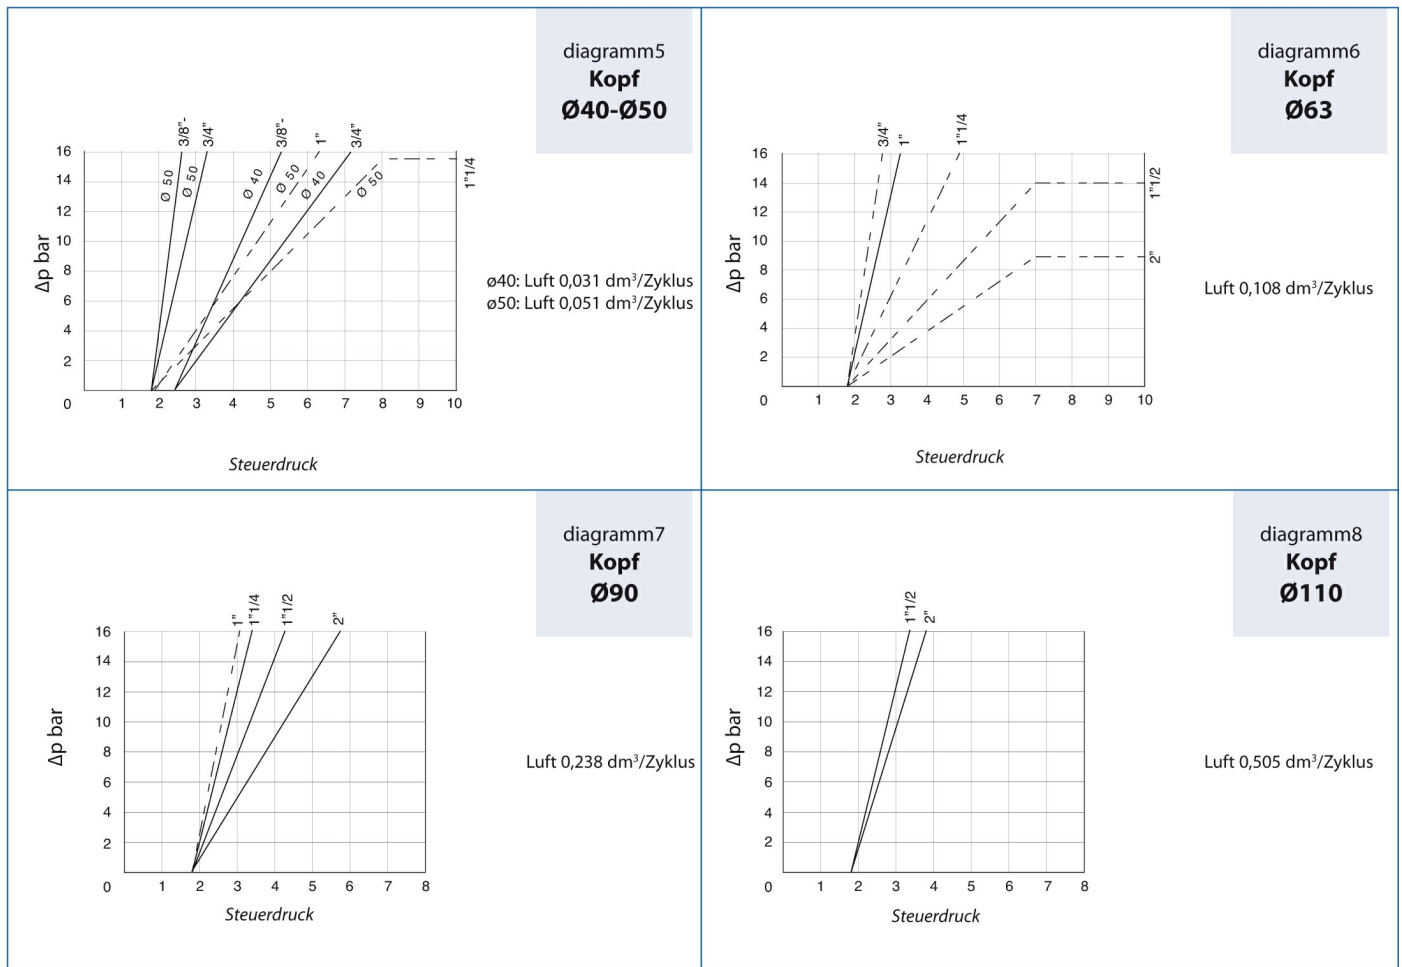 diagramm5
Kopf
Ø40-Ø50
3/8”-
3/4”
3/8”-
1”
3/4”
1”1/4
Ø 50
Ø 50
Ø 40
Ø 50
Ø 40
Ø 50
16
14
12
10
8
6
4
2
0 1 2 3 4 5 6 7 8 9 10
Δp bar
Steuerdruck
ø40: Luft 0,031 dm³/Zyklus
ø50: Luft 0,051 dm³/Zyklus
diagramm6
Kopf
Ø63
3/4”
1”
1”1/4
1”1/2
2”
16
14
12
10
8
6
4
2
0 1 2 3 4 5 6 7 8 9 10
Δp bar
Steuerdruck
Luft 0,108 dm³/Zyklus
diagramm7
Kopf
Ø90
1”
1”1/4
1”1/2
2”
16
14
12
10
8
6
4
2
0 1 2 3 4 5 6 7 8
Δp bar
Steuerdruck
Luft 0,238 dm³/Zyklus
diagramm8
Kopf
Ø110
1”1/2
2”
16
14
12
10
8
6
4
2
0 1 2 3 4 5 6 7 8
Δp bar
Steuerdruck
Luft 0,505 dm³/Zyklus